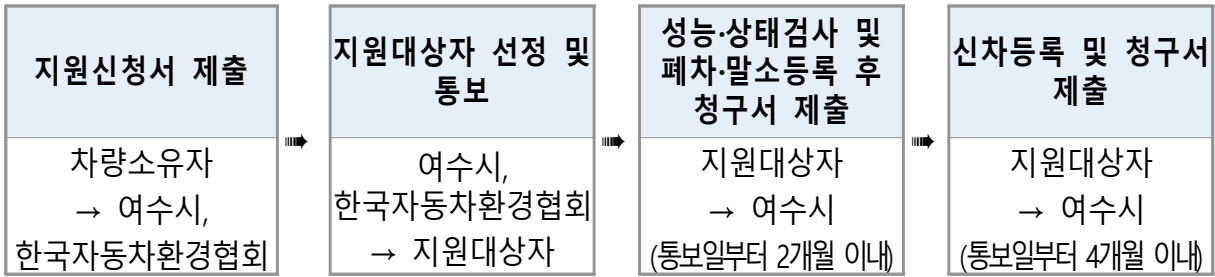 지원신청서 제출
차량소유자
→ 여수시,
한국자동차환경협회
➠
지원대상자 선정 및
통보
여수시,
한국자동차환경협회
→ 지원대상자
➠
성능·상태검사 및
폐차·말소등록 후
청구서 제출
지원대상자
→ 여수시
(통보일부터 2개월 이내)
➠
신차등록 및 청구서
제출
지원대상자
→ 여수시
(통보일부터 4개월 이내)